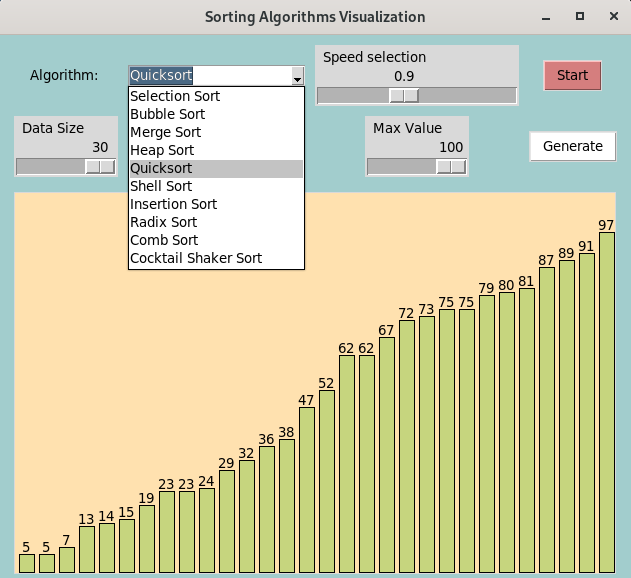 Sorting Algorithms Visualization
Algorithm:
Quicksort
Selection Sort
Bubble Sort
Merge Sort
Heap Sort
Quicksort
Shell Sort
Insertion Sort
Radix Sort
Comb Sort
Cocktail Shaker Sort
Speed selection
0.9
Start
Data Size
30
Max Value
100
Generate
5 5 7 13 14 15 19 23 23 24 29 32 36 38 47 52 62 62 67 72 73 75 75 79 80 81 87 89 91 97